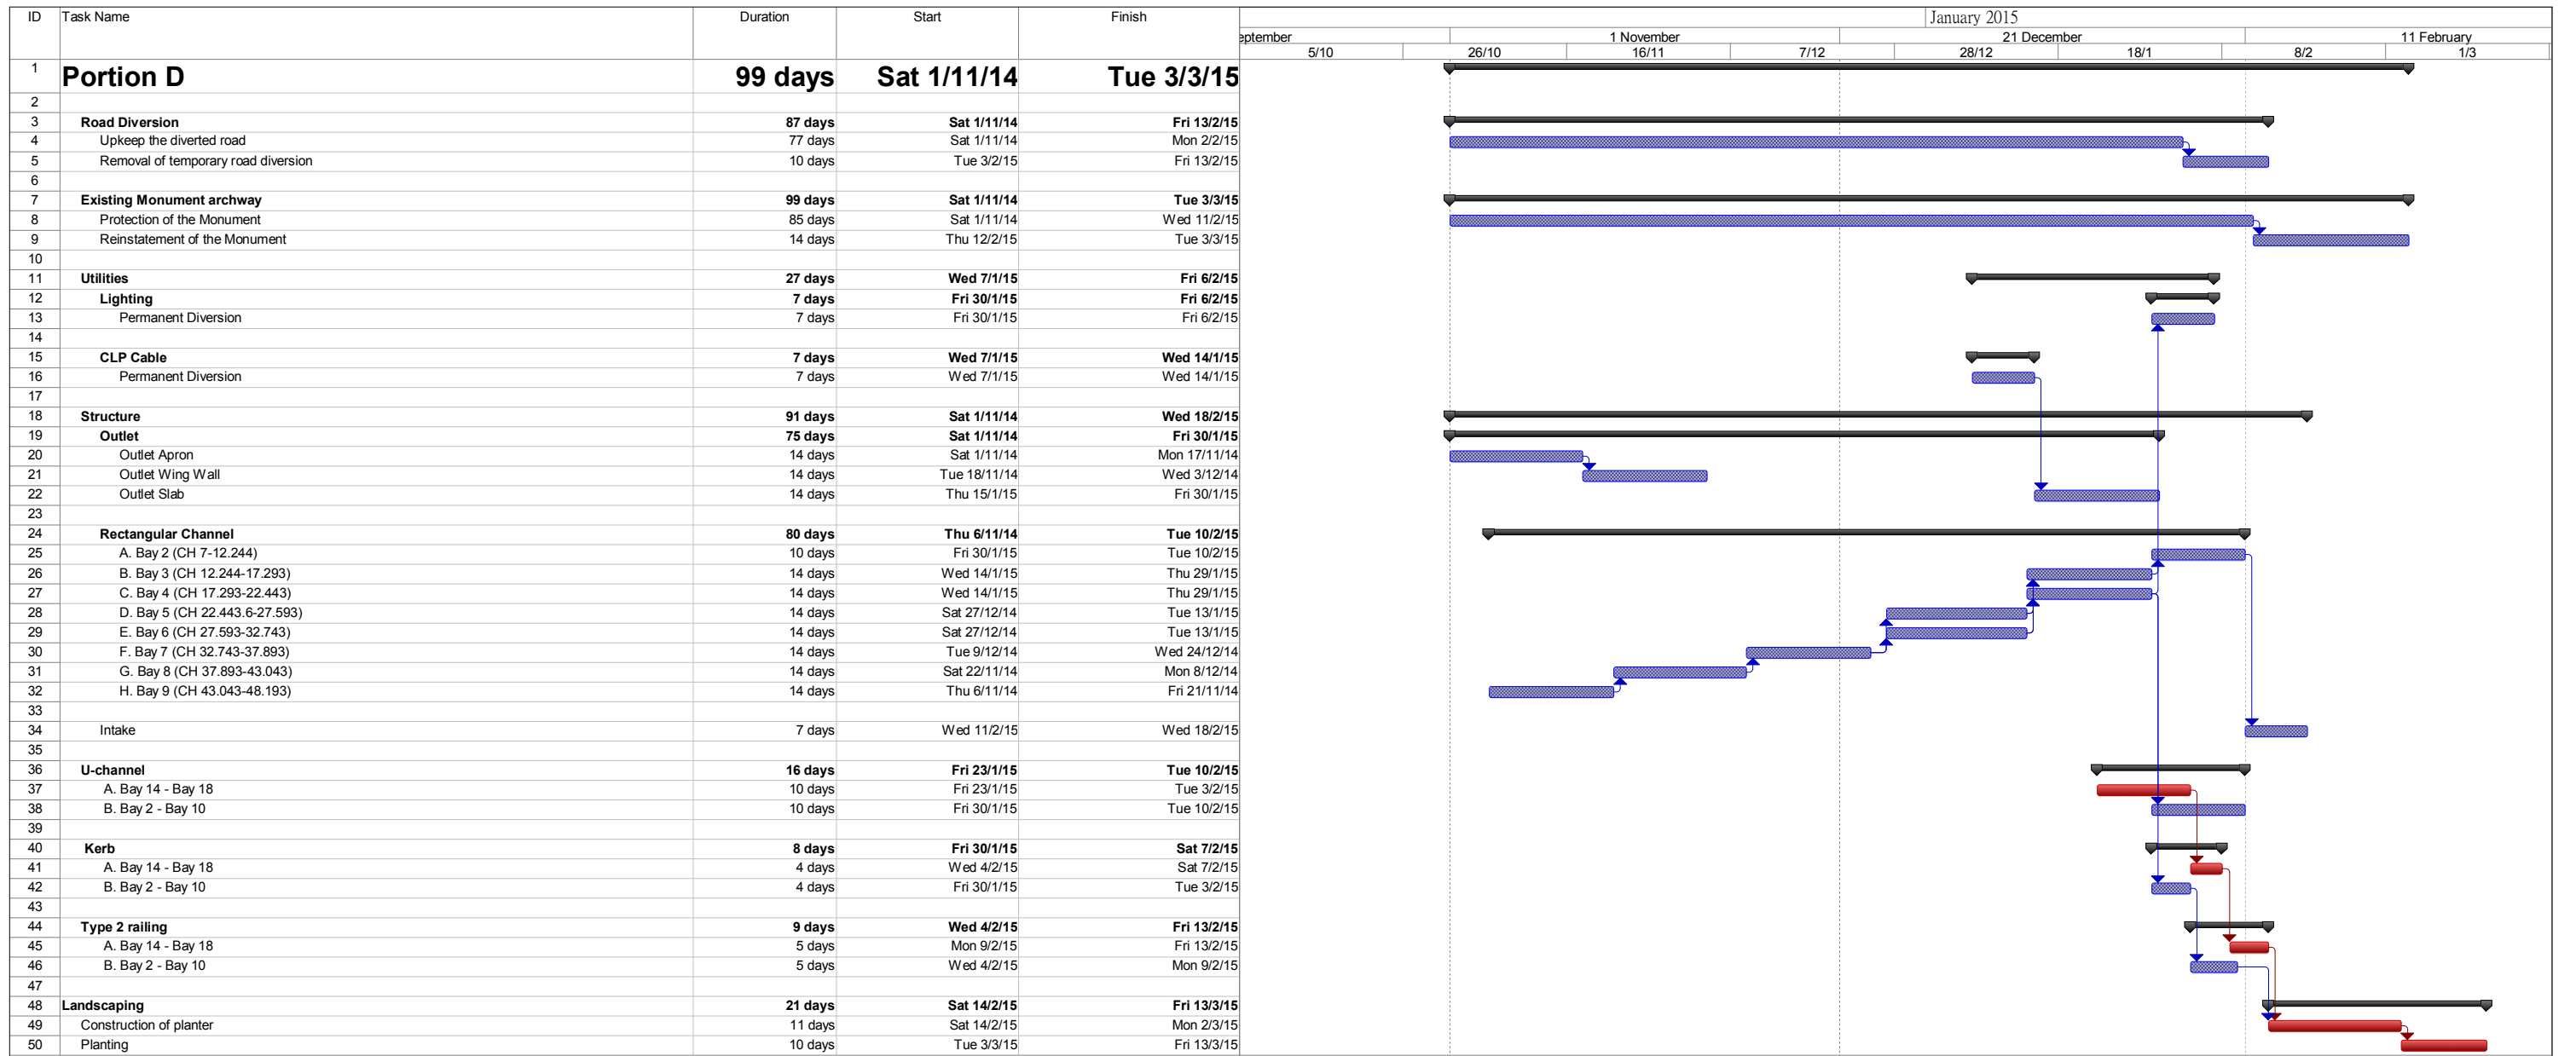 ID Task Name Duration Start Finish January 2015
eptember 1 November 21 December 11 February
5/10 26/10 16/11 7/12 28/12 18/1 8/2 1/3
1 Portion D 99 days Sat 1/11/14 Tue 3/3/15
2
3 Road Diversion 87 days Sat 1/11/14 Fri 13/2/15
4 Upkeep the diverted road 77 days Sat 1/11/14 Mon 2/2/15
5 Removal of temporary road diversion 10 days Tue 3/2/15 Fri 13/2/15
6
7 Existing Monument archway 99 days Sat 1/11/14 Tue 3/3/15
8 Protection of the Monument 85 days Sat 1/11/14 Wed 11/2/15
9 Reinstatement of the Monument 14 days Thu 12/2/15 Tue 3/3/15
10
11 Utilities 27 days Wed 7/1/15 Fri 6/2/15
12 Lighting 7 days Fri 30/1/15 Fri 6/2/15
13 Permanent Diversion 7 days Fri 30/1/15 Fri 6/2/15
14
15 CLP Cable 7 days Wed 7/1/15 Wed 14/1/15
16 Permanent Diversion 7 days Wed 7/1/15 Wed 14/1/15
17
18 Structure 91 days Sat 1/11/14 Wed 18/2/15
19 Outlet 75 days Sat 1/11/14 Fri 30/1/15
20 Outlet Apron 14 days Sat 1/11/14 Mon 17/11/14
21 Outlet Wing Wall 14 days Tue 18/11/14 Wed 3/12/14
22 Outlet Slab 14 days Thu 15/1/15 Fri 30/1/15
23
24 Rectangular Channel 80 days Thu 6/11/14 Tue 10/2/15
25 A. Bay 2 (CH 7-12.244) 10 days Fri 30/1/15 Tue 10/2/15
26 B. Bay 3 (CH 12.244-17.293) 14 days Wed 14/1/15 Thu 29/1/15
27 C. Bay 4 (CH 17.293-22.443) 14 days Wed 14/1/15 Thu 29/1/15
28 D. Bay 5 (CH 22.443.6-27.593) 14 days Sat 27/12/14 Tue 13/1/15
29 E. Bay 6 (CH 27.593-32.743) 14 days Sat 27/12/14 Tue 13/1/15
30 F. Bay 7 (CH 32.743-37.893) 14 days Tue 9/12/14 Wed 24/12/14
31 G. Bay 8 (CH 37.893-43.043) 14 days Sat 22/11/14 Mon 8/12/14
32 H. Bay 9 (CH 43.043-48.193) 14 days Thu 6/11/14 Fri 21/11/14
33
34 Intake 7 days Wed 11/2/15 Wed 18/2/15
35
36 U-channel 16 days Fri 23/1/15 Tue 10/2/15
37 A. Bay 14 - Bay 18 10 days Fri 23/1/15 Tue 3/2/15
38 B. Bay 2 - Bay 10 10 days Fri 30/1/15 Tue 10/2/15
39
40 Kerb 8 days Fri 30/1/15 Sat 7/2/15
41 A. Bay 14 - Bay 18 4 days Wed 4/2/15 Sat 7/2/15
42 B. Bay 2 - Bay 10 4 days Fri 30/1/15 Tue 3/2/15
43
44 Type 2 railing 9 days Wed 4/2/15 Fri 13/2/15
45 A. Bay 14 - Bay 18 5 days Mon 9/2/15 Fri 13/2/15
46 B. Bay 2 - Bay 10 5 days Wed 4/2/15 Mon 9/2/15
47
48 Landscaping 21 days Sat 14/2/15 Fri 13/3/15
49 Construction of planter 11 days Sat 14/2/15 Mon 2/3/15
50 Planting 10 days Tue 3/3/15 Fri 13/3/15